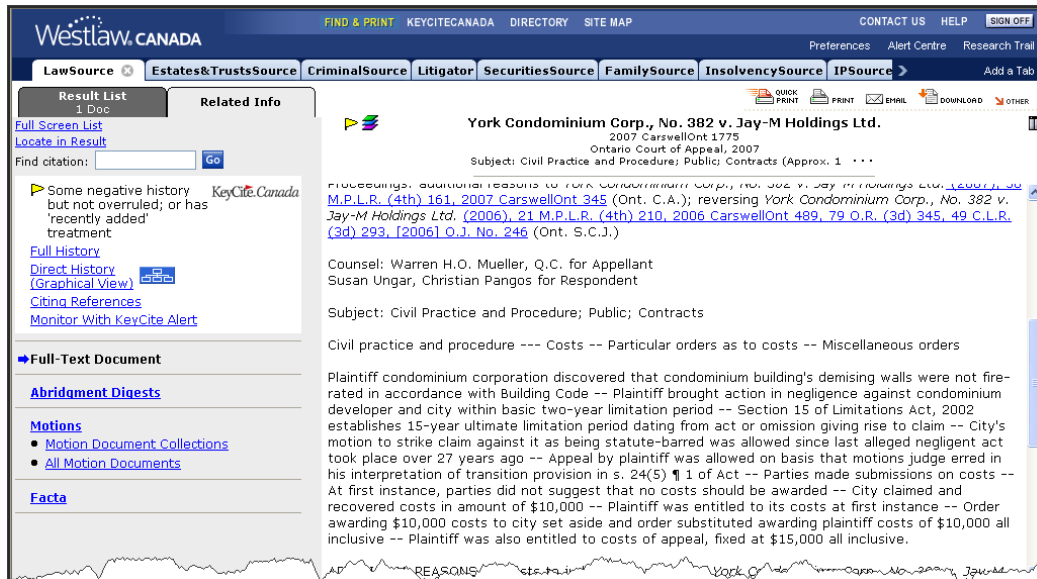 Westlaw. CANADA
FIND & PRINT KEYCITECANADA DIRECTORY SITE MAP
CONTACT US HELP SIGN OFF
Preferences Alert Centre Research Trail
LawSource Estates&TrustsSource CriminalSource Litigator SecuritiesSource FamilySource InsolvencySource IPSource Add a Tab
Result List
1 Doc
Related Info
QUICK PRINT PRINT EMAIL DOWNLOAD OTHER
Full Screen List
Locate in Result
Find citation: Go
Some negative history
but not overruled; or has
'recently added'
treatment
KeyCite.Canada
Full History
Direct History
(Graphical View)
Citing References
Monitor With KeyCite Alert
Full-Text Document
Abridgment Digests
Motions
• Motion Document Collections
• All Motion Documents
Facta
York Condominium Corp., No. 382 v. Jay-M Holdings Ltd.
2007 CarswellOnt 1775
Ontario Court of Appeal, 2007
Subject: Civil Practice and Procedure; Public; Contracts (Approx. 1 ...
Proceedings: additional reasons to York Condominium Corp., No. 382 v. Jay-M Holdings Ltd. (2007), 30
M.P.L.R. (4th) 161, 2007 CarswellOnt 345 (Ont. C.A.); reversing York Condominium Corp., No. 382 v.
Jay-M Holdings Ltd. (2006), 21 M.P.L.R. (4th) 210, 2006 CarswellOnt 489, 79 O.R. (3d) 345, 49 C.L.R.
(3d) 293, [2006] O.J. No. 246 (Ont. S.C.J.)
Counsel: Warren H.O. Mueller, Q.C. for Appellant
Susan Ungar, Christian Pangos for Respondent
Subject: Civil Practice and Procedure; Public; Contracts
Civil practice and procedure --- Costs -- Particular orders as to costs -- Miscellaneous orders
Plaintiff condominium corporation discovered that condominium building's demising walls were not fire-
rated in accordance with Building Code -- Plaintiff brought action in negligence against condominium
developer and city within basic two-year limitation period -- Section 15 of Limitations Act, 2002
establishes 15-year ultimate limitation period dating from act or omission giving rise to claim -- City's
motion to strike claim against it as being statute-barred was allowed since last alleged negligent act
took place over 27 years ago -- Appeal by plaintiff was allowed on basis that motions judge erred in
his interpretation of transition provision in s. 24(5) ¶ 1 of Act -- Parties made submissions on costs --
At first instance, parties did not suggest that no costs should be awarded -- City claimed and
recovered costs in amount of $10,000 -- Plaintiff was entitled to its costs at first instance -- Order
awarding $10,000 costs to city set aside and order substituted awarding plaintiff costs of $10,000 all
inclusive -- Plaintiff was also entitled to costs of appeal, fixed at $15,000 all inclusive.
REASONS